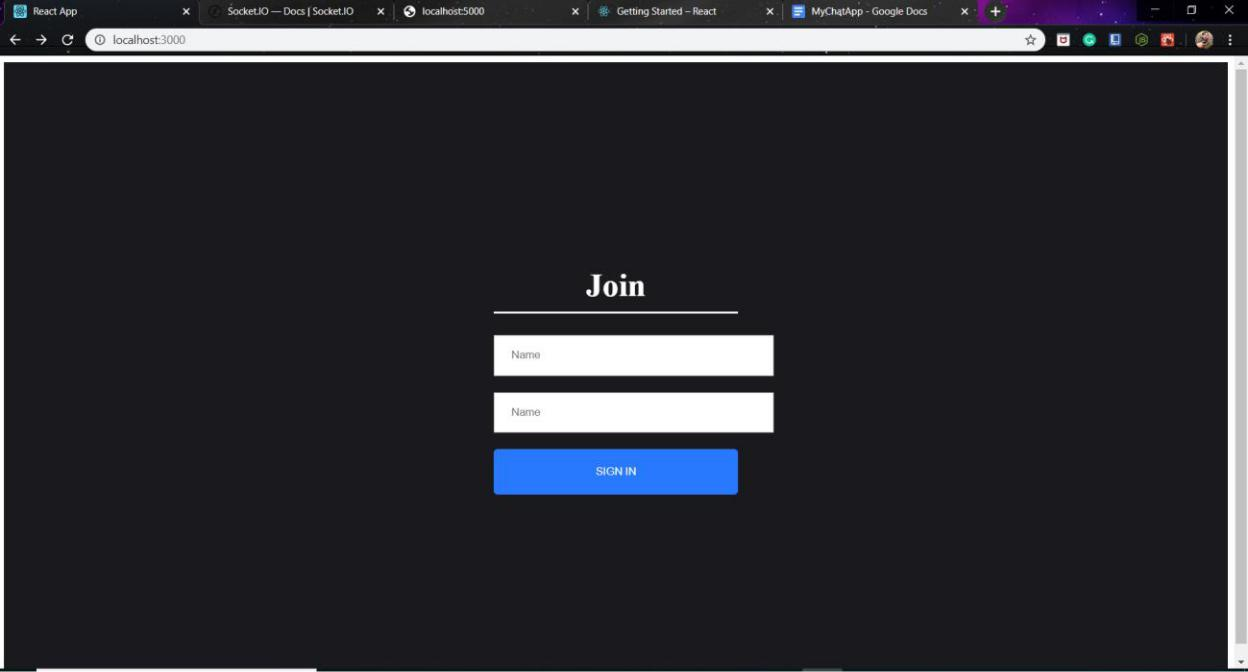 React App
Socket.IO — Docs | Socket.IO
localhost:5000
Getting Started – React
MyChatApp - Google Docs
localhost:3000
Join
Name
Name
SIGN IN